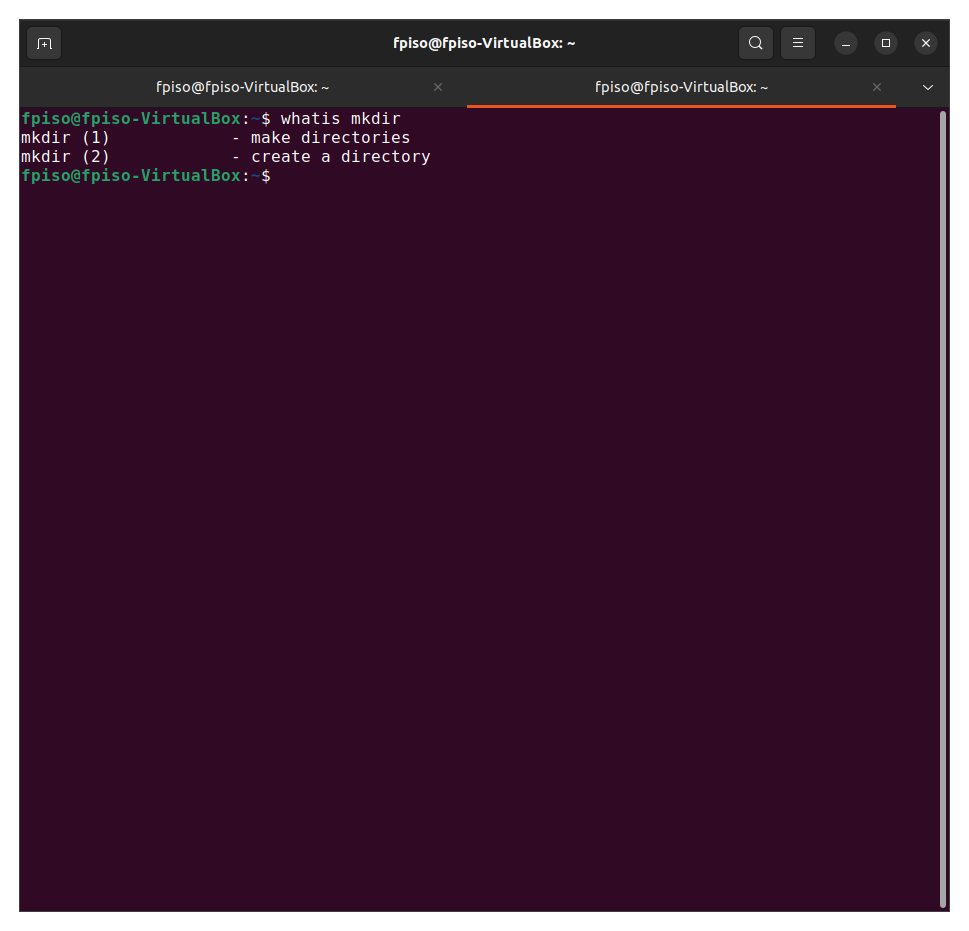 fpiso@fpiso-VirtualBox: ~
fpiso@fpiso-VirtualBox: ~ fpiso@fpiso-VirtualBox: ~
fpiso@fpiso-VirtualBox:~$ whatis mkdir
mkdir (1)            - make directories
mkdir (2)            - create a directory
fpiso@fpiso-VirtualBox:~$